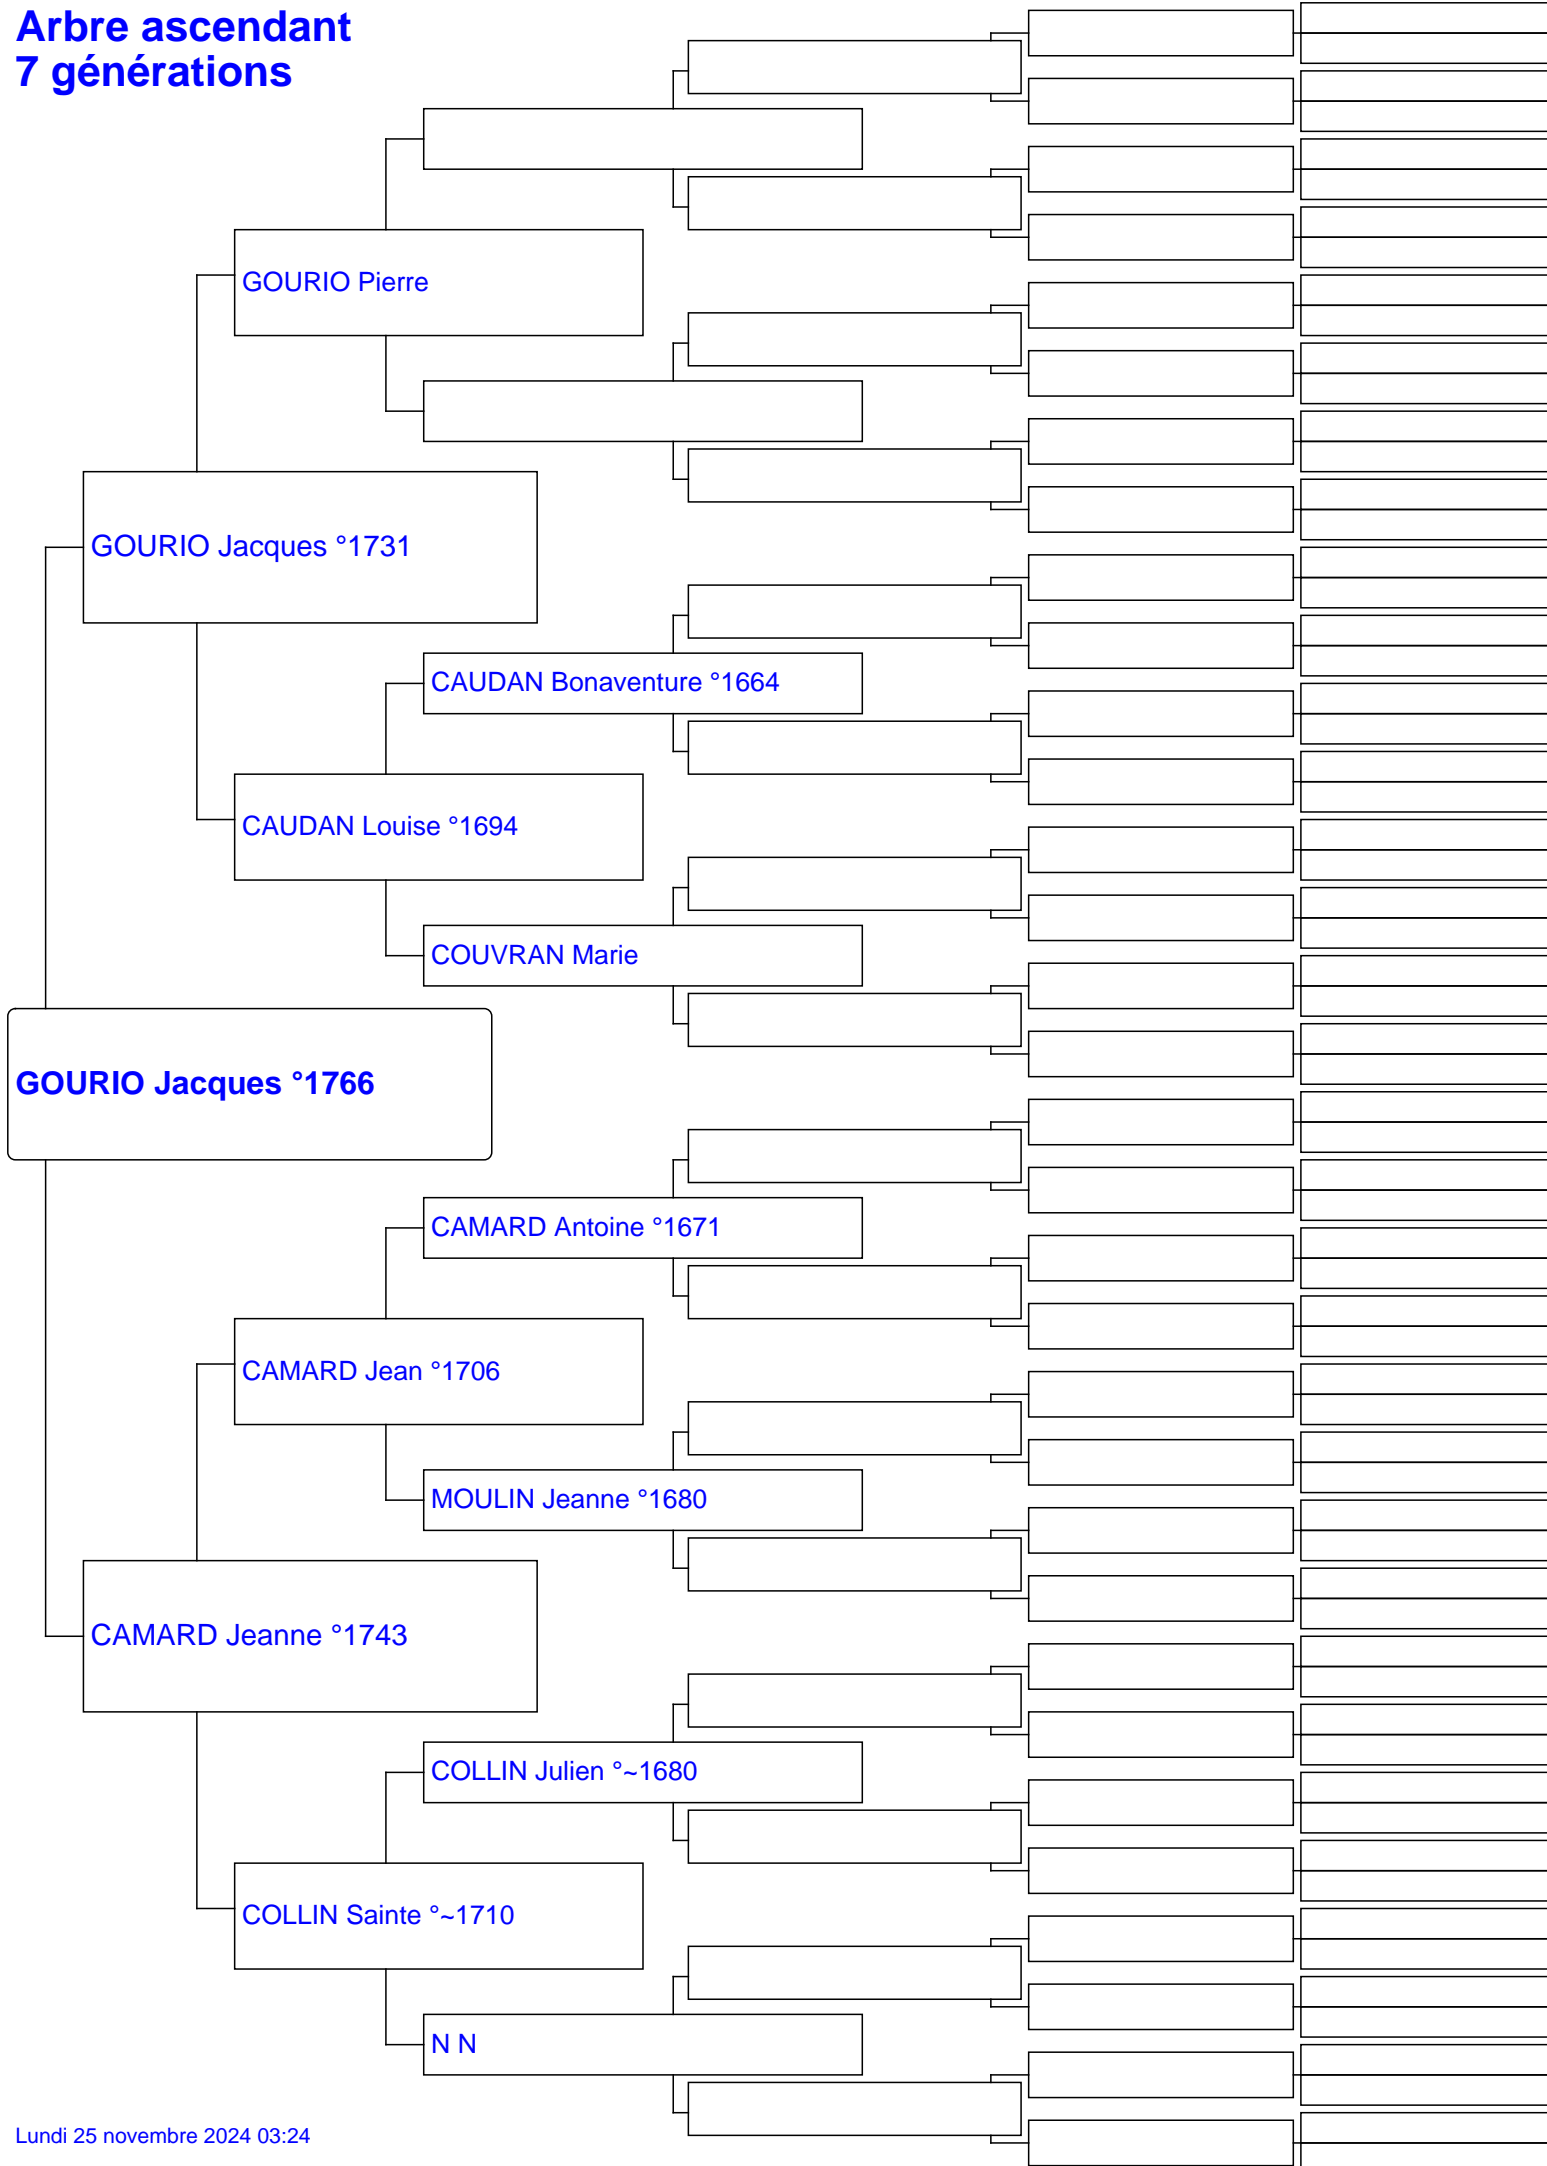 Arbre ascendant
7 générations
GOURIO Pierre
GOURIO Jacques °1731
CAUDAN Bonaventure °1664
CAUDAN Louise °1694
COUVRAN Marie
GOURIO Jacques °1766
CAMARD Antoine °1671
CAMARD Jean °1706
MOULIN Jeanne °1680
CAMARD Jeanne °1743
COLLIN Julien °~1680
COLLIN Sainte °~1710
N N
Lundi 25 novembre 2024 03:24